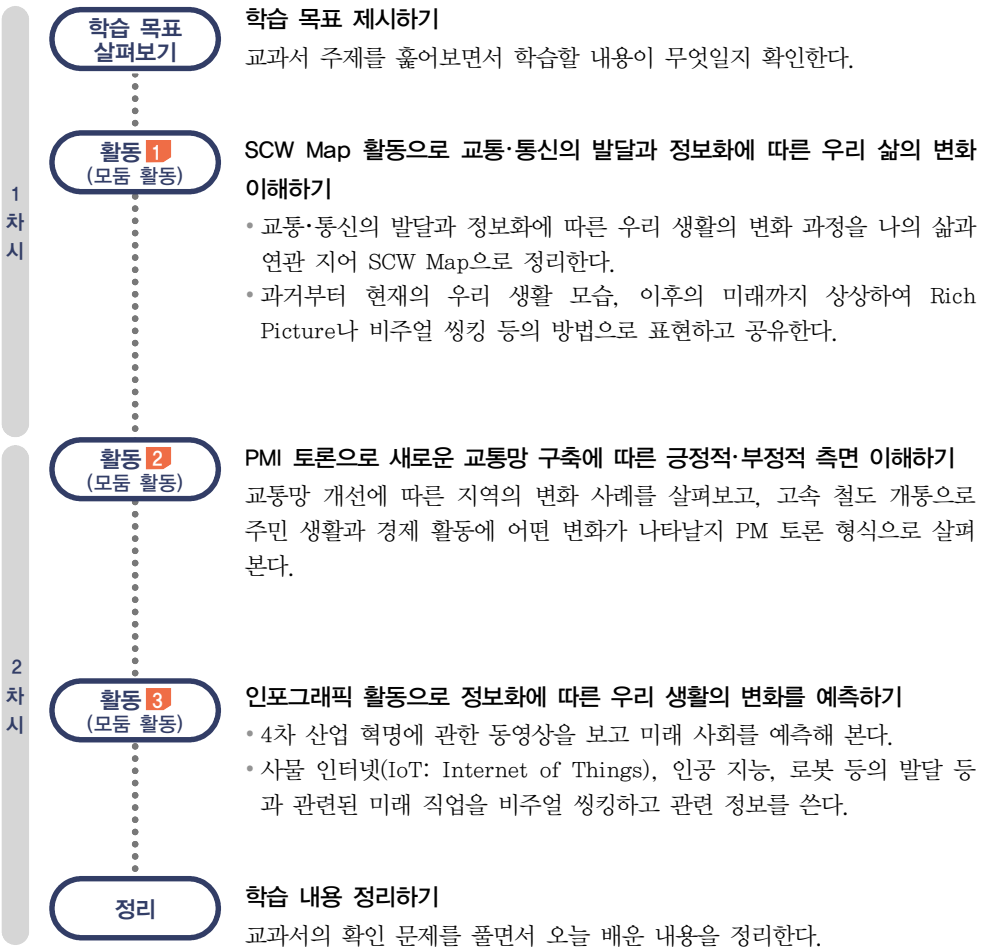 1
차
시
학습 목표
살펴보기
학습 목표 제시하기
교과서 주제를 훑어보면서 학습할 내용이 무엇일지 확인한다.
활동 1
(모둠 활동)
SCW Map 활동으로 교통·통신의 발달과 정보화에 따른 우리 삶의 변화
이해하기
• 교통·통신의 발달과 정보화에 따른 우리 생활의 변화 과정을 나의 삶과
연관 지어 SCW Map으로 정리한다.
• 과거부터 현재의 우리 생활 모습, 이후의 미래까지 상상하여 Rich
Picture나 비주얼 씽킹 등의 방법으로 표현하고 공유한다.
2
차
시
활동 2
(모둠 활동)
PMI 토론으로 새로운 교통망 구축에 따른 긍정적·부정적 측면 이해하기
교통망 개선에 따른 지역의 변화 사례를 살펴보고, 고속 철도 개통으로
주민 생활과 경제 활동에 어떤 변화가 나타날지 PM 토론 형식으로 살펴
본다.
활동 3
(모둠 활동)
인포그래픽 활동으로 정보화에 따른 우리 생활의 변화를 예측하기
• 4차 산업 혁명에 관한 동영상을 보고 미래 사회를 예측해 본다.
• 사물 인터넷(IoT: Internet of Things), 인공 지능, 로봇 등의 발달 등
과 관련된 미래 직업을 비주얼 씽킹하고 관련 정보를 쓴다.
정리
학습 내용 정리하기
교과서의 확인 문제를 풀면서 오늘 배운 내용을 정리한다.